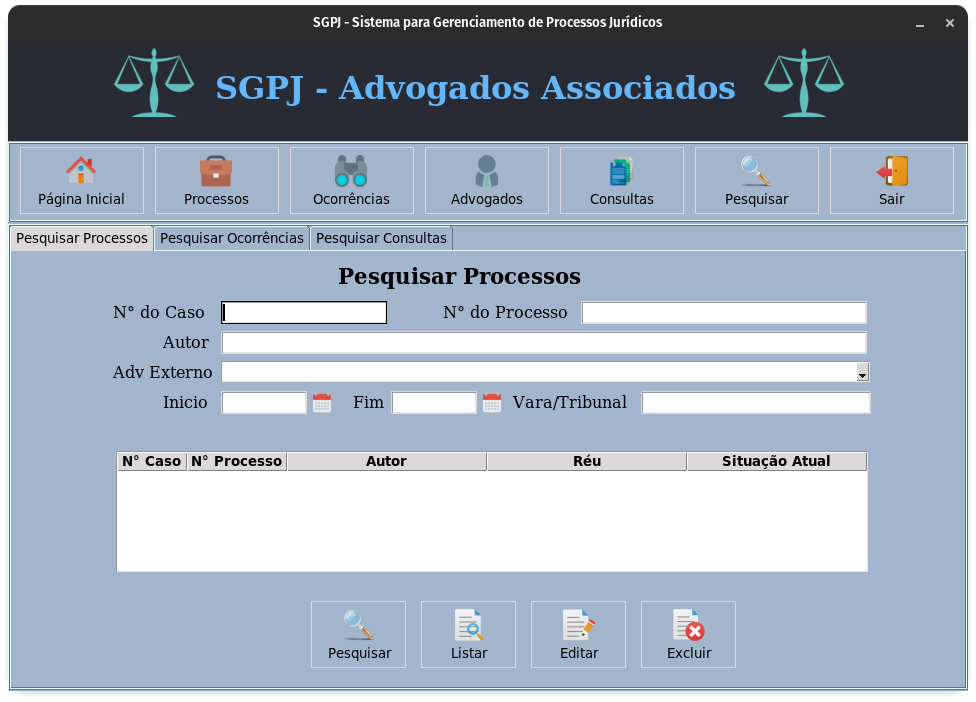 SGPJ - Sistema para Gerenciamento de Processos Jurídicos
SGPJ - Advogados Associados
Página Inicial Processos Ocorrências Advogados Consultas Pesquisar Sair
Pesquisar Processos Pesquisar Ocorrências Pesquisar Consultas
Pesquisar Processos
N° do Caso N° do Processo
Autor
Adv Externo
Inicio Fim Vara/Tribunal
N° Caso N° Processo Autor Réu Situação Atual
Pesquisar Listar Editar Excluir